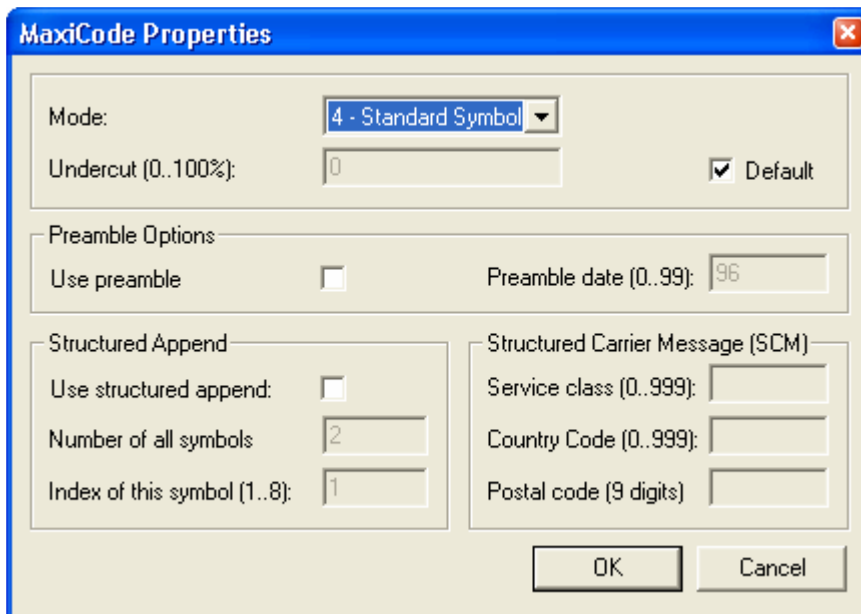 MaxiCode Properties
Mode: 4 - Standard Symbol
Undercut (0..100%): 0 Default
Preamble Options
Use preamble Preamble date (0..99): 96
Structured Append
Use structured append:
Number of all symbols 2
Index of this symbol (1..8): 1
Structured Carrier Message (SCM)
Service class (0..999):
Country Code (0..999):
Postal code (9 digits)
OK Cancel